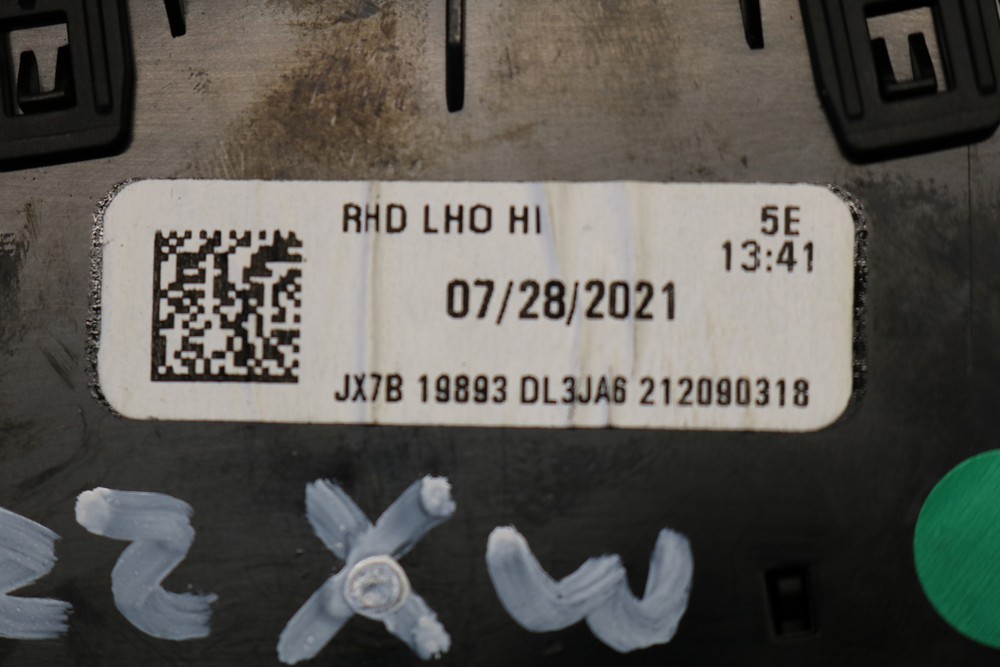 RHD LHO HI 5E
13:41
07/28/2021
JX7B 19893 DL3JA6 212090318